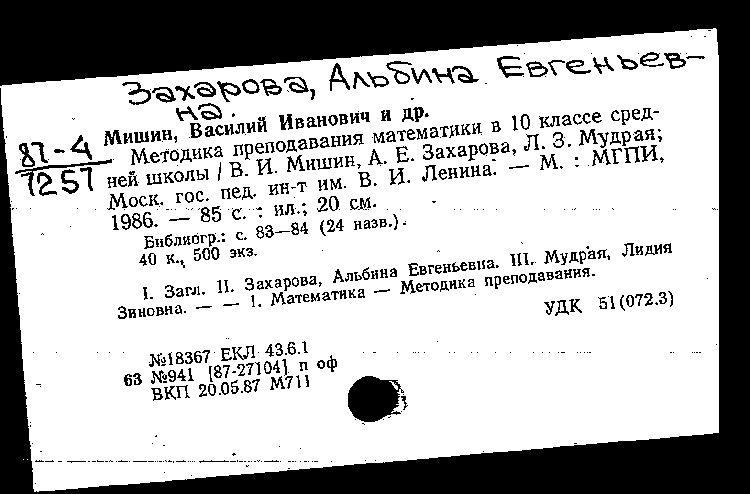 Захарова, Альбина Евгеньев-
на.
87-4
7257
Мишин, Василий Иванович и др.
Методика преподавания математики в 10 классе сред-
ней школы / В. И. Мишин, А. Е. Захарова, Л. З. Мудрая;
Моск. гос. пед. ин-т им. В. И. Ленина. — М. : МГПИ,
1986. — 85 с. : ил.; 20 см.
Библиогр.: с. 83—84 (24 назв.).
40 к., 500 экз.
I. Загл. II. Захарова, Альбина Евгеньевна. III. Мудрая, Лидия
Зиновна. — — 1. Математика — Методика преподавания.
УДК 51(072.3)
№18367 ЕКЛ 43.6.1
63 №941 [87-27104] п оф
ВКП 20.05.87 М711